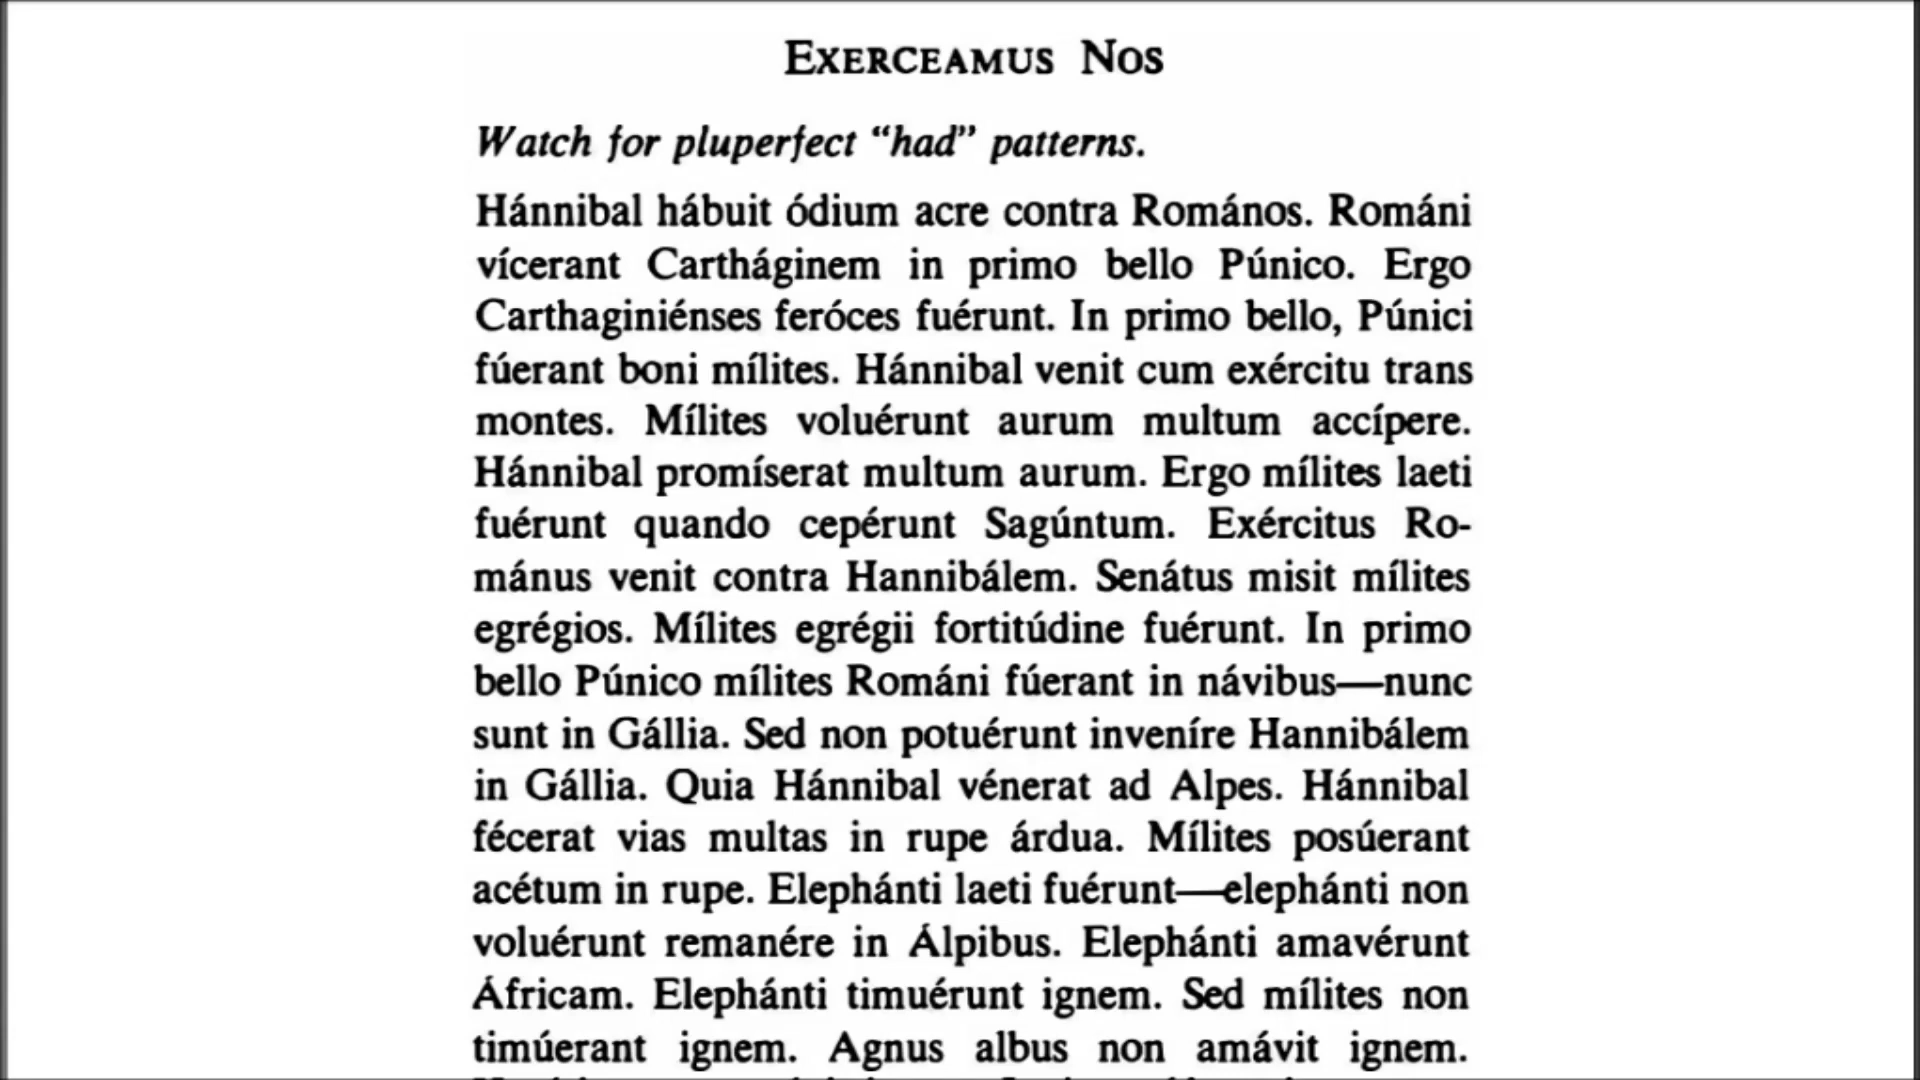 EXERCEAMUS NOS
Watch for pluperfect “had” patterns.
Hánnibal hábuit ódium acre contra Romános. Románi
vícerant Cartháginem in primo bello Púnico. Ergo
Carthaginiénses feróces fuérunt. In primo bello, Púnici
fúerant boni mílites. Hánnibal venit cum exércitu trans
montes. Mílites voluérunt aurum multum accípere.
Hánnibal promíserat multum aurum. Ergo mílites laeti
fuérunt quando cepérunt Sagúntum. Exércitus Ro-
mánus venit contra Hannibálem. Senátus misit mílites
egrégios. Mílites egrégii fortitúdine fuérunt. In primo
bello Púnico mílites Románi fúerant in návibus—nunc
sunt in Gállia. Sed non potuérunt inveníre Hannibálem
in Gállia. Quia Hánnibal vénerat ad Alpes. Hánnibal
fécerat vias multas in rupe árdua. Mílites posúerant
acétum in rupe. Elephánti laeti fuérunt—elephánti non
voluérunt remanére in Álpibus. Elephánti amavérunt
Áfricam. Elephánti timuérunt ignem. Sed mílites non
timúerant ignem. Agnus albus non amávit ignem.